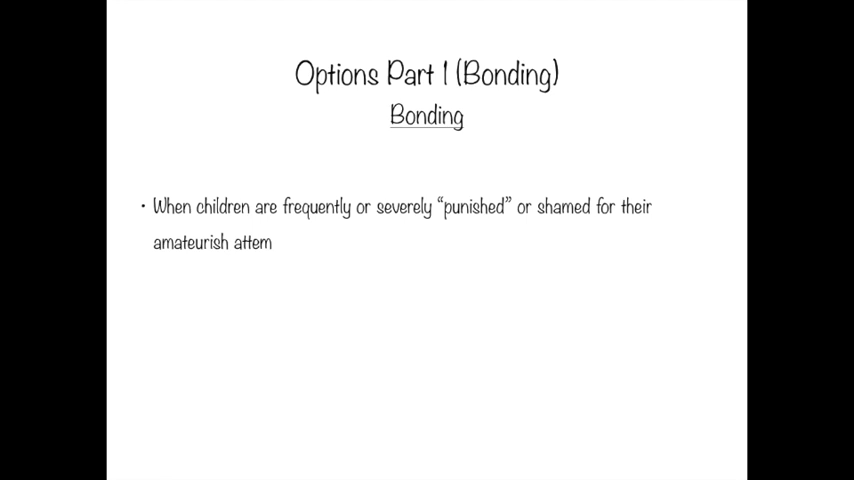 Options Part 1 (Bonding)
Bonding
• When children are frequently or severely “punished” or shamed for their
amateurish attem